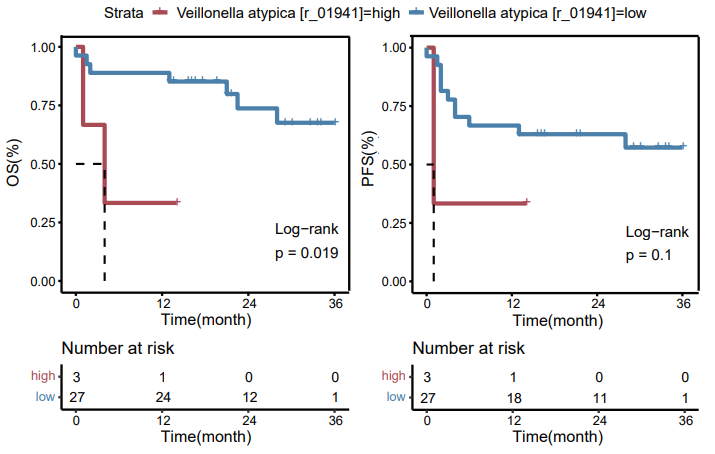 Strata Veillonella atypica [r_01941]=high Veillonella atypica [r_01941]=low
OS(%)
1.00
0.75
0.50
0.25
0.00
Log−rank
p = 0.019
0 12 24 36
Time(month)
PFS(%)
1.00
0.75
0.50
0.25
0.00
Log−rank
p = 0.1
0 12 24 36
Time(month)
Number at risk
high 3 1 0 0
low 27 24 12 1
0 12 24 36
Time(month)
Number at risk
high 3 1 0 0
low 27 18 11 1
0 12 24 36
Time(month)